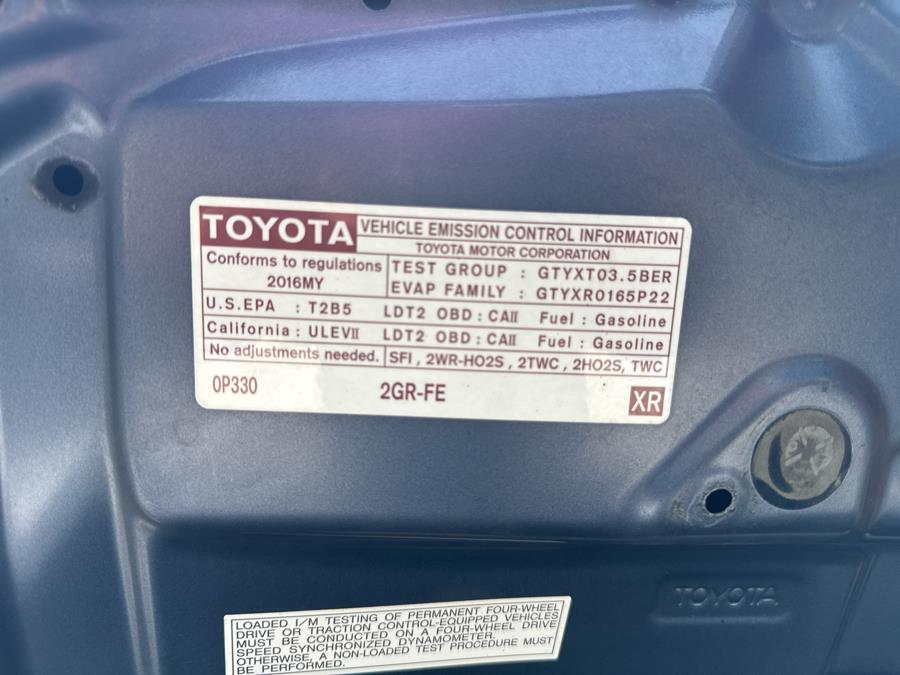 TOYOTA VEHICLE EMISSION CONTROL INFORMATION
TOYOTA MOTOR CORPORATION
Conforms to regulations
2016MY
TEST GROUP : GTYXT03.5BER
EVAP FAMILY : GTYXR0165P22
U.S.EPA : T2B5 LDT2 OBD : CAII Fuel : Gasoline
California : ULEVII LDT2 OBD : CAII Fuel : Gasoline
No adjustments needed. SFI , 2WR-HO2S , 2TWC , 2HO2S, TWC
0P330 2GR-FE XR
TOYOTA
LOADED I/M TESTING OF PERMANENT FOUR-WHEEL
DRIVE OR TRACTION CONTROL-EQUIPPED VEHICLES
MUST BE CONDUCTED ON A FOUR-WHEEL DRIVE
SPEED SYNCHRONIZED DYNAMOMETER.
OTHERWISE, A NON-LOADED TEST PROCEDURE MUST
BE PERFORMED.